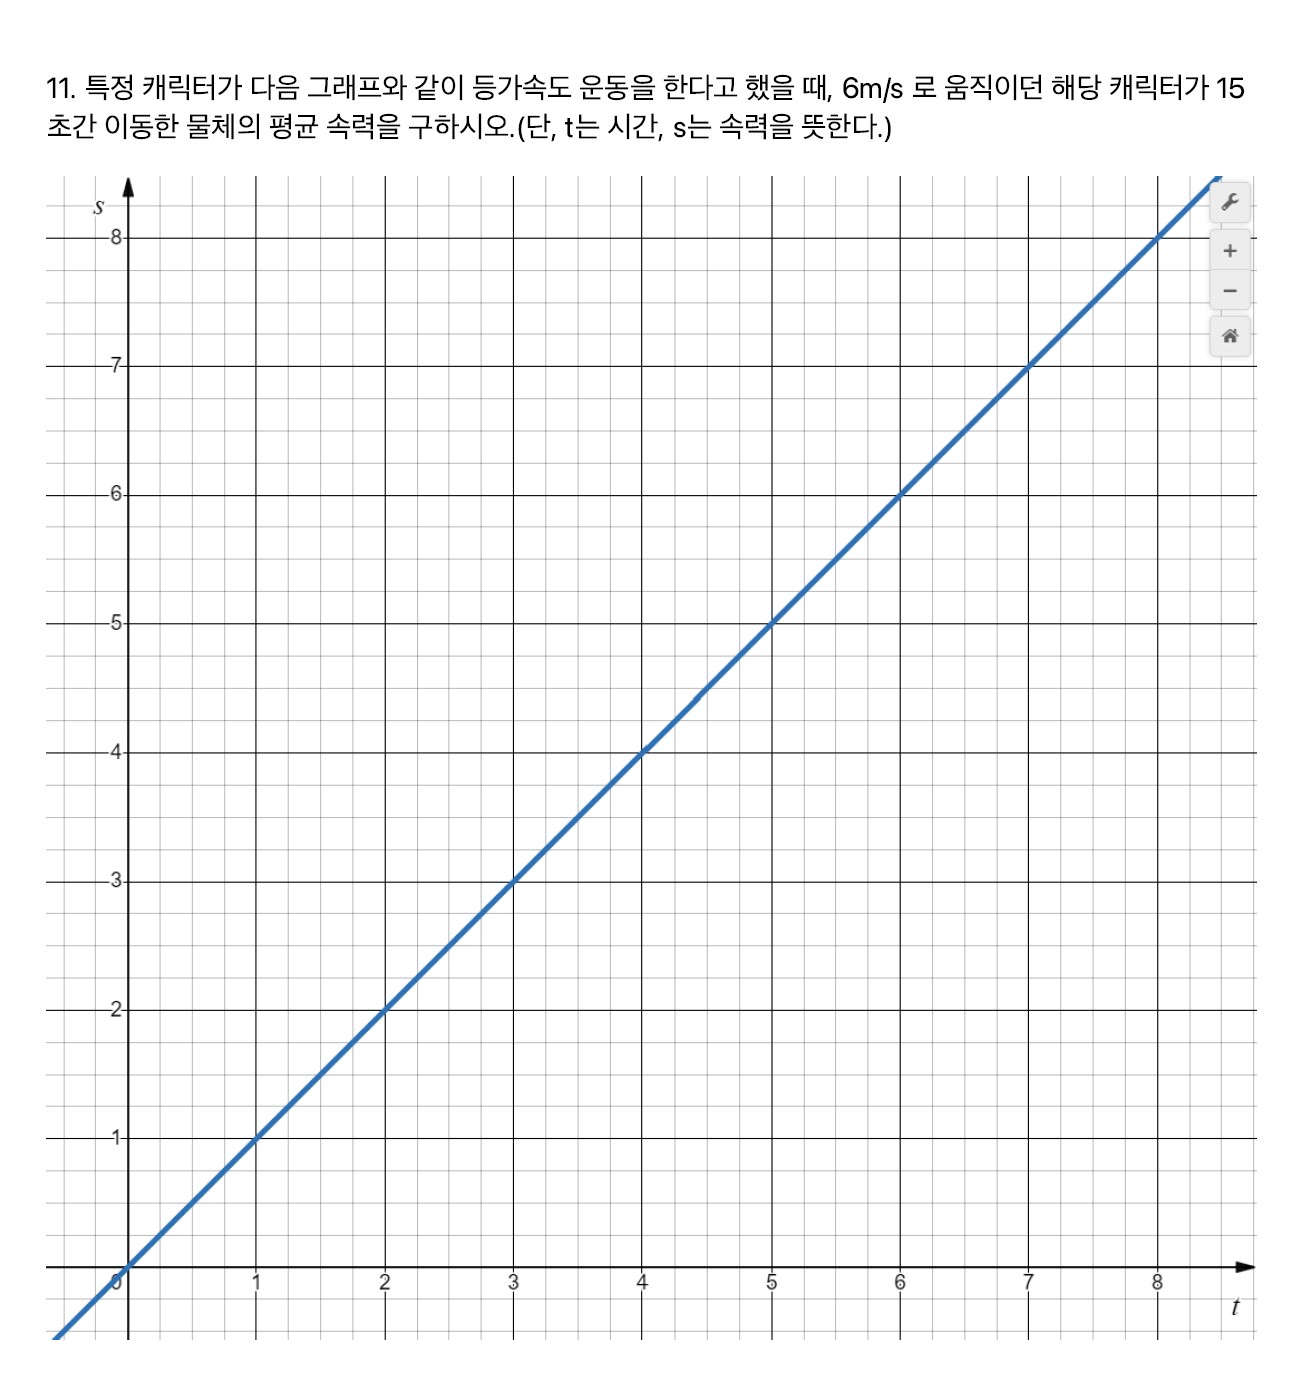 11. 특정 캐릭터가 다음 그래프와 같이 등가속도 운동을 한다고 했을 때, 6m/s 로 움직이던 해당 캐릭터가 15
초간 이동한 물체의 평균 속력을 구하시오.(단, t는 시간, s는 속력을 뜻한다.)
s
8
7
6
5
4
3
2
1
0 1 2 3 4 5 6 7 8
t
+
−